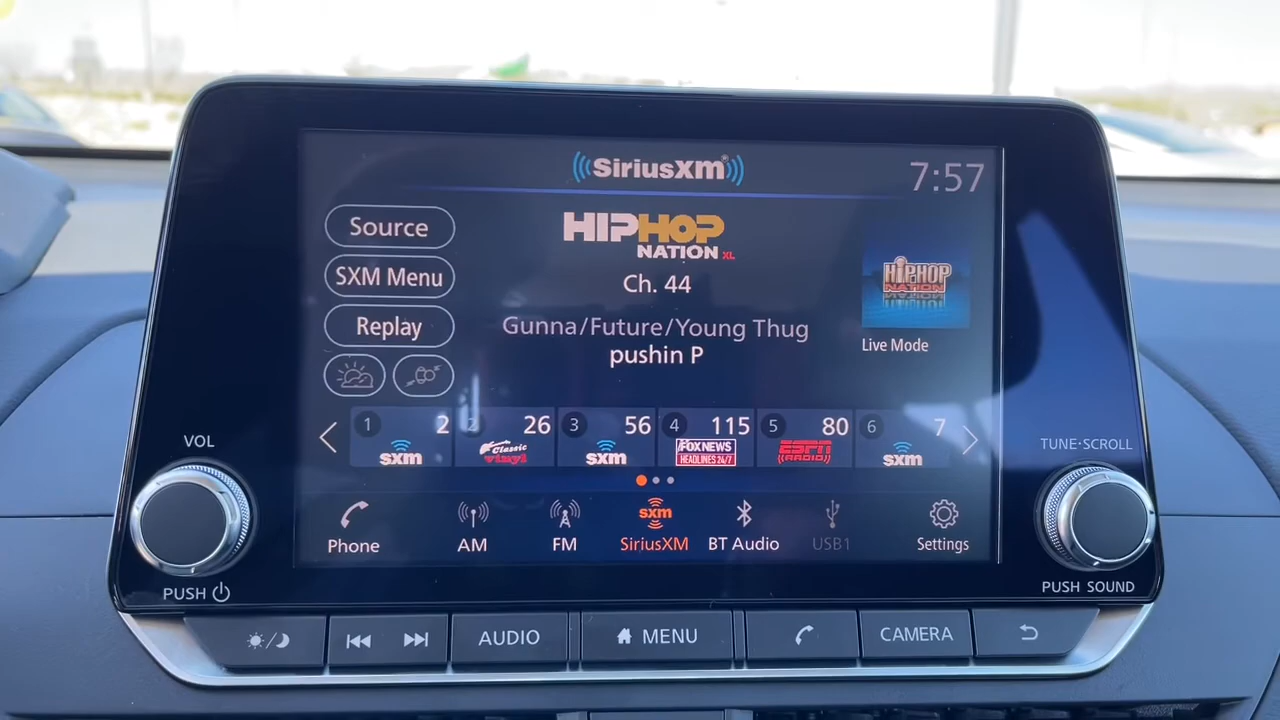 SiriusXM
7:57
Source
SXM Menu
Replay
HIPHOP
NATION XL
Ch. 44
Gunna/Future/Young Thug
pushin P
HIPHOP
NATION
Live Mode
1 2
sxm
2 26
Classic
vinyl
3 56
sxm
4 115
FOX NEWS
HEADLINES 24/7
5 80
ESPN
RADIO
6 7
sxm
VOL
TUNE·SCROLL
Phone
AM
FM
sxm
SiriusXM
BT Audio
USB1
Settings
PUSH
PUSH SOUND
AUDIO
MENU
CAMERA